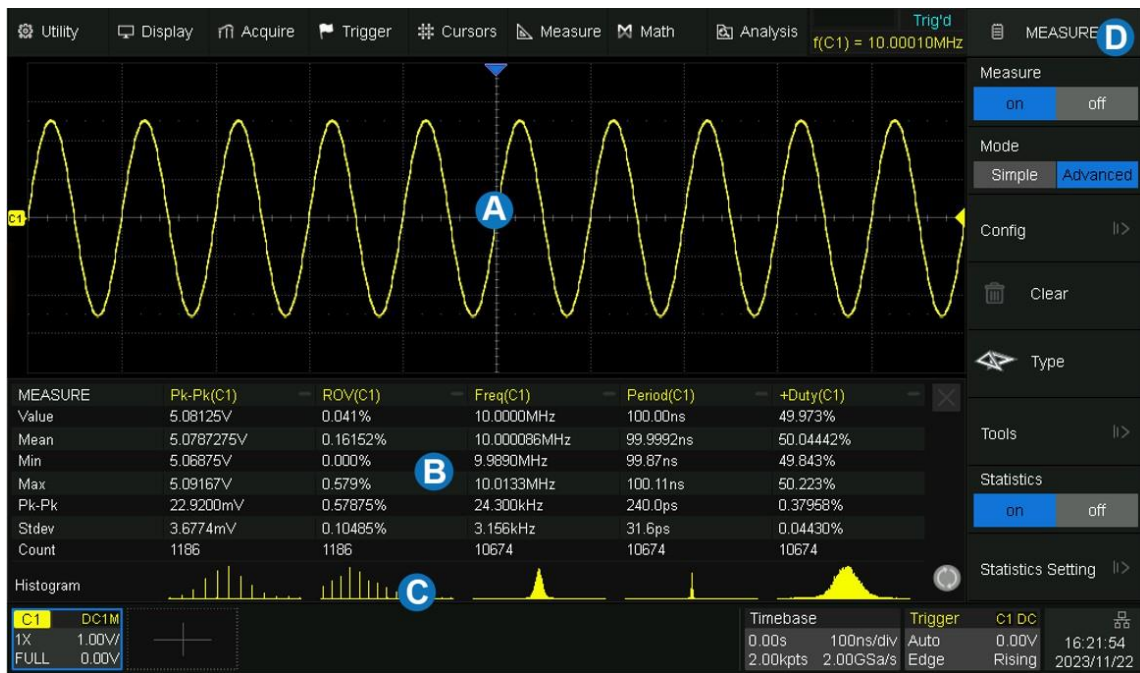 Utility Display Acquire Trigger Cursors Measure Math Analysis
Trig'd
f(C1) = 10.00010MHz
MEASURE
D
Measure
on off
Mode
Simple Advanced
Config
Clear
Type
Tools
Statistics
on off
Statistics Setting
C1
A
MEASURE Pk-Pk(C1) ROV(C1) Freq(C1) Period(C1) +Duty(C1)
Value 5.08125V 0.041% 10.0000MHz 100.00ns 49.973%
Mean 5.0787275V 0.16152% 10.000086MHz 99.9992ns 50.04442%
Min 5.06875V 0.000% 9.9890MHz 99.87ns 49.843%
B
Max 5.09167V 0.579% 10.0133MHz 100.11ns 50.223%
Pk-Pk 22.9200mV 0.57875% 24.300kHz 240.0ps 0.37958%
Stdev 3.6774mV 0.10485% 3.156kHz 31.6ps 0.04430%
Count 1186 1186 10674 10674 10674
Histogram
C
C1 DC1M
1X 1.00V/
FULL 0.00V
Timebase
0.00s 100ns/div
2.00kpts 2.00GSa/s
Trigger C1 DC
Auto 0.00V
Edge Rising
16:21:54
2023/11/22